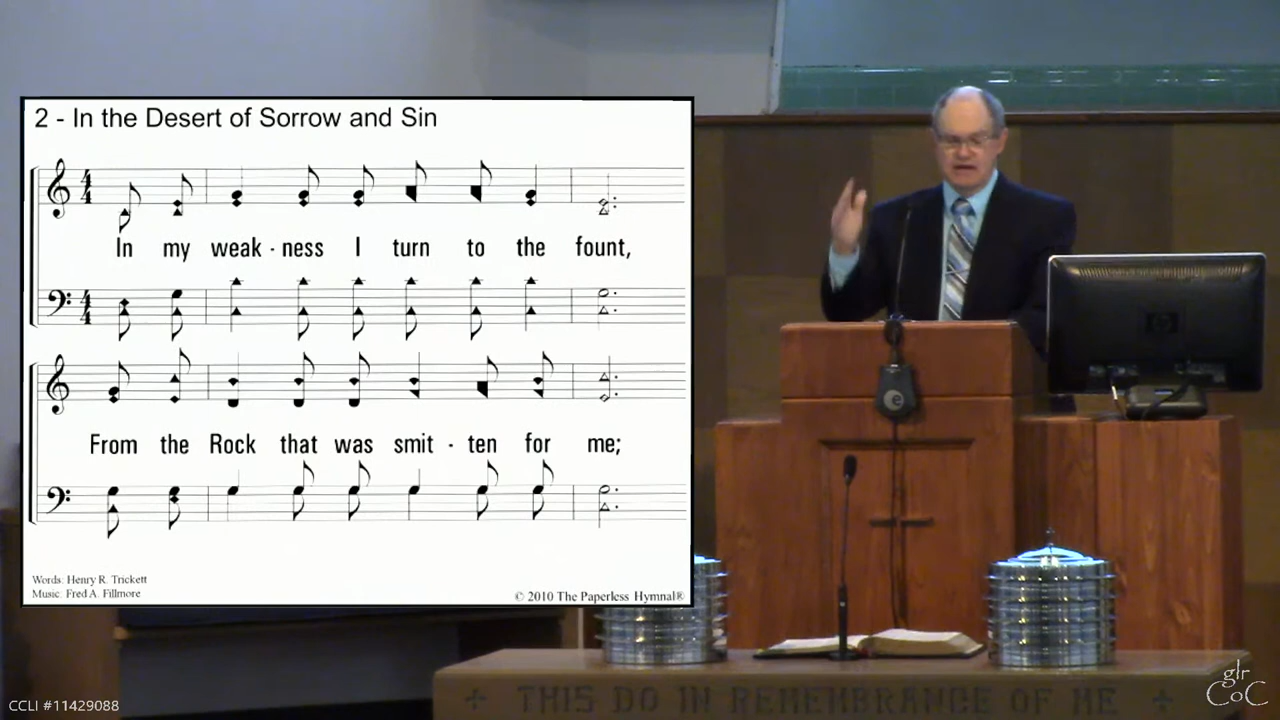 2 - In the Desert of Sorrow and Sin
In my weak - ness I turn to the fount,
From the Rock that was smit - ten for me;
Words: Henry R. Trickett
Music: Fred A. Fillmore
© 2010 The Paperless Hymnal®
hp
e
THIS DO IN REMEMBRANCE OF ME
CCLI #11429088
glr
CoC